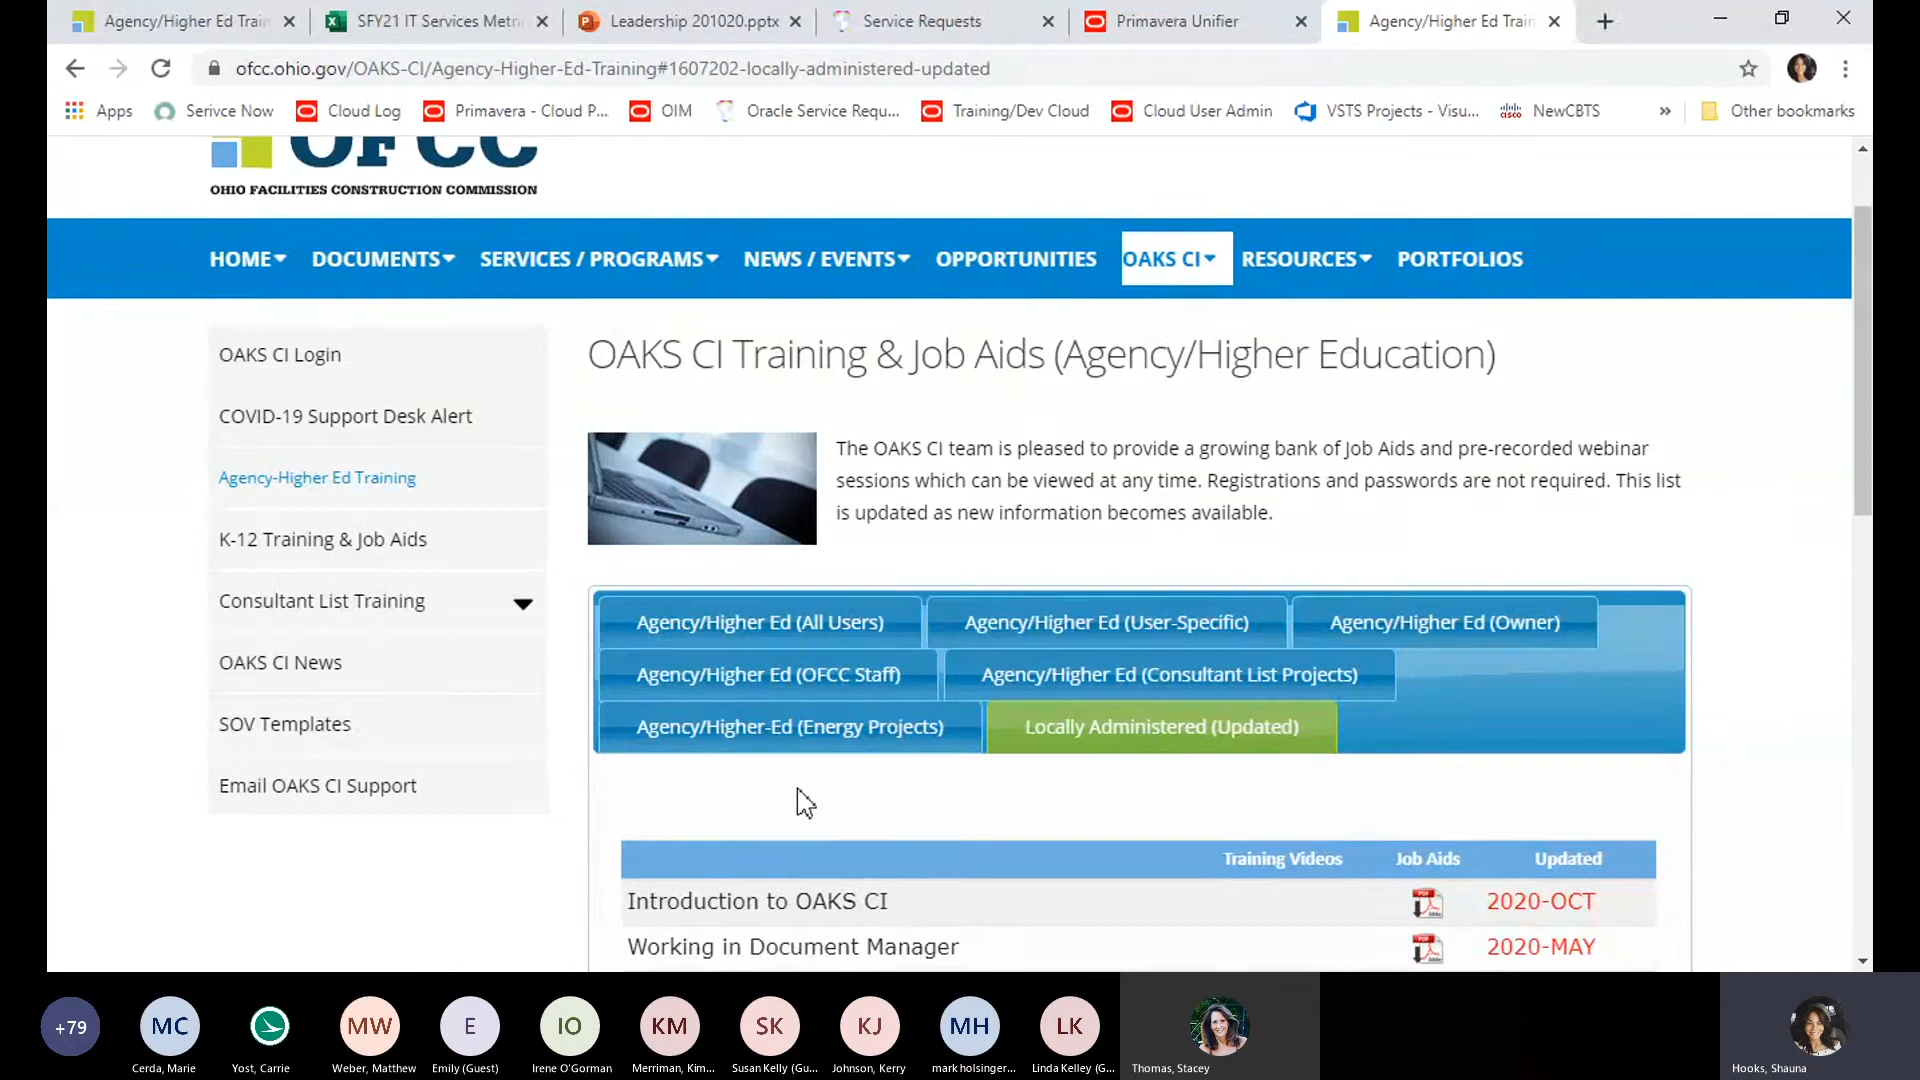 Agency/Higher Ed Train
SFY21 IT Services Metri
Leadership 201020.pptx
Service Requests
Primavera Unifier
Agency/Higher Ed Train
ofcc.ohio.gov/OAKS-CI/Agency-Higher-Ed-Training#1607202-locally-administered-updated
Apps
Serivce Now
Cloud Log
Primavera - Cloud P...
OIM
Oracle Service Requ...
Training/Dev Cloud
Cloud User Admin
VSTS Projects - Visu...
NewCBTS
»
Other bookmarks
OFCC
OHIO FACILITIES CONSTRUCTION COMMISSION
HOME DOCUMENTS SERVICES / PROGRAMS NEWS / EVENTS OPPORTUNITIES OAKS CI RESOURCES PORTFOLIOS
OAKS CI Login
COVID-19 Support Desk Alert
Agency-Higher Ed Training
K-12 Training & Job Aids
Consultant List Training
OAKS CI News
SOV Templates
Email OAKS CI Support
OAKS CI Training & Job Aids (Agency/Higher Education)
The OAKS CI team is pleased to provide a growing bank of Job Aids and pre-recorded webinar
sessions which can be viewed at any time. Registrations and passwords are not required. This list
is updated as new information becomes available.
Agency/Higher Ed (All Users)
Agency/Higher Ed (User-Specific)
Agency/Higher Ed (Owner)
Agency/Higher Ed (OFCC Staff)
Agency/Higher Ed (Consultant List Projects)
Agency/Higher-Ed (Energy Projects)
Locally Administered (Updated)
Training Videos Job Aids Updated
Introduction to OAKS CI 2020-OCT
Working in Document Manager 2020-MAY
+79
MC
MW
E
IO
KM
SK
KJ
MH
LK
Cerda, Marie
Yost, Carrie
Weber, Matthew
Emily (Guest)
Irene O'Gorman
Merriman, Kim...
Susan Kelly (Gu...
Johnson, Kerry
mark holsinger...
Linda Kelley (G...
Thomas, Stacey
Hooks, Shauna